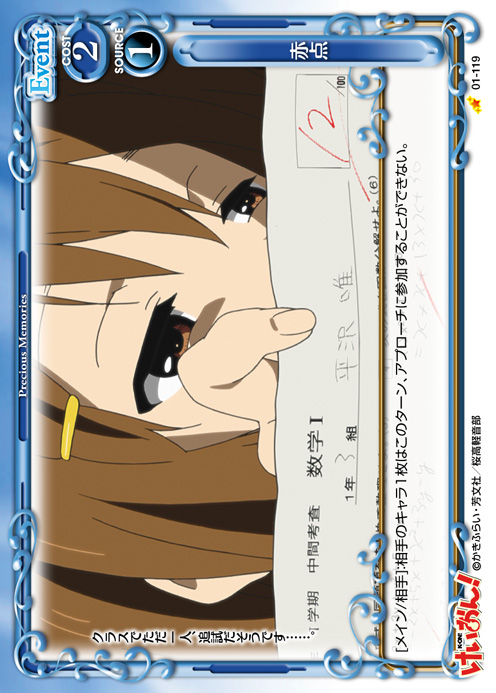 Precious Memories
Event
COST
2
SOURCE
1
赤点
クラスでただ一人、追試だそうです……。
学期 中間考査 数学Ⅰ
1年 3 組 平沢 唯
12
/100
(6)
[メイン/相手]:相手のキャラ1枚はこのターン、アプローチに参加することができない。
けいおん!
K-ON!
©かきふらい・芳文社/桜高軽音部
01-119